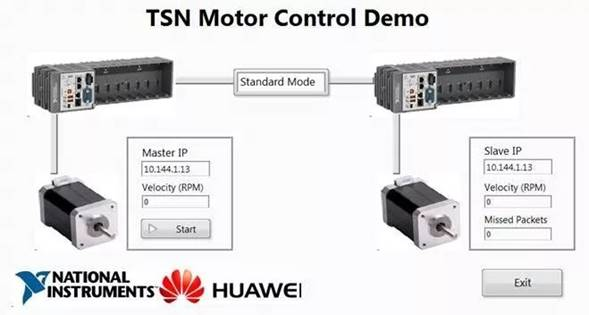 TSN Motor Control Demo
Standard Mode
Master IP
10.144.1.13
Velocity (RPM)
0
Start
Slave IP
10.144.1.13
Velocity (RPM)
0
Missed Packets
0
Exit
NATIONAL
INSTRUMENTS
HUAWEI